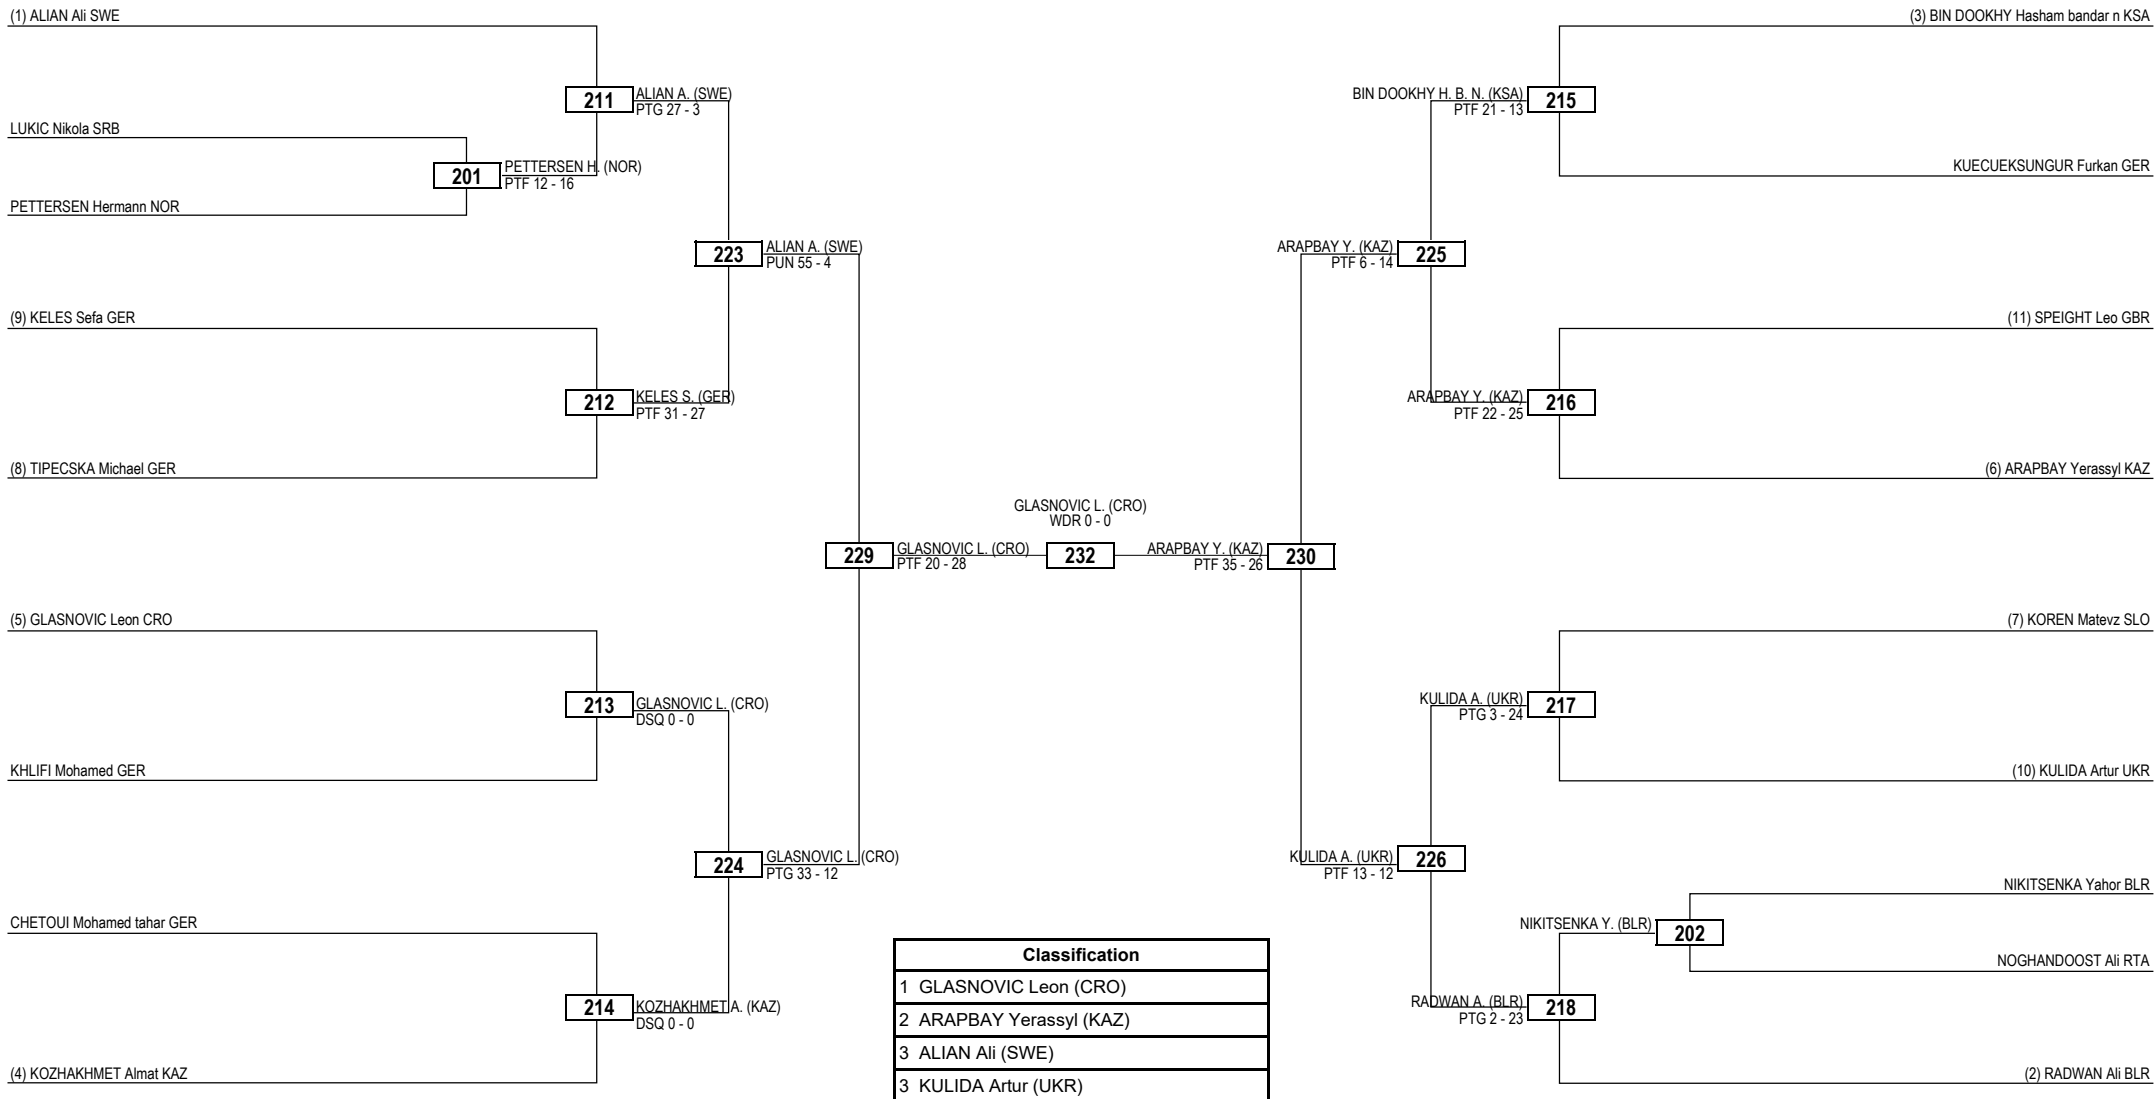 (1) ALIAN Ali SWE
LUKIC Nikola SRB
PETTERSEN Hermann NOR
(9) KELES Sefa GER
(8) TIPECSKA Michael GER
(5) GLASNOVIC Leon CRO
KHLIFI Mohamed GER
CHETOUI Mohamed tahar GER
(4) KOZHAKHMET Almat KAZ
201
PETTERSEN H. (NOR)
PTF 12 - 16
211
ALIAN A. (SWE)
PTG 27 - 3
212
KELES S. (GER)
PTF 31 - 27
213
GLASNOVIC L. (CRO)
DSQ 0 - 0
214
KOZHAKHMET A. (KAZ)
DSQ 0 - 0
223
ALIAN A. (SWE)
PUN 55 - 4
224
GLASNOVIC L. (CRO)
PTG 33 - 12
229
GLASNOVIC L. (CRO)
PTF 20 - 28
GLASNOVIC L. (CRO)
WDR 0 - 0
232
ARAPBAY Y. (KAZ)
PTF 35 - 26
230
ARAPBAY Y. (KAZ)
PTF 6 - 14
225
KULIDA A. (UKR)
PTF 13 - 12
226
BIN DOOKHY H. B. N. (KSA)
PTF 21 - 13
215
ARAPBAY Y. (KAZ)
PTF 22 - 25
216
KULIDA A. (UKR)
PTG 3 - 24
217
RADWAN A. (BLR)
PTG 2 - 23
218
NIKITSENKA Y. (BLR)
202
(3) BIN DOOKHY Hasham bandar n KSA
KUECUEKSUNGUR Furkan GER
(11) SPEIGHT Leo GBR
(6) ARAPBAY Yerassyl KAZ
(7) KOREN Matevz SLO
(10) KULIDA Artur UKR
NIKITSENKA Yahor BLR
NOGHANDOOST Ali RTA
(2) RADWAN Ali BLR
Classification
1 GLASNOVIC Leon (CRO)
2 ARAPBAY Yerassyl (KAZ)
3 ALIAN Ali (SWE)
3 KULIDA Artur (UKR)